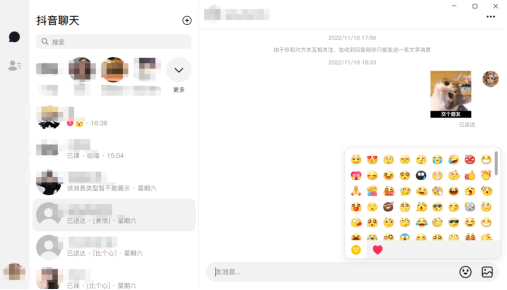 抖音聊天
搜索
更多
16:36
已读 · 哈喽 · 15:04
该消息类型暂不能展示 · 星期六
已送达 · [表情] · 星期六
已送达 · [比个心] · 星期六
已读 · [比个心] · 星期六
2022/11/19 17:56
由于你和对方未互相关注，在收到回复前你只能发送一条文字消息
2022/11/19 18:33
交个朋友
已送达
发消息...